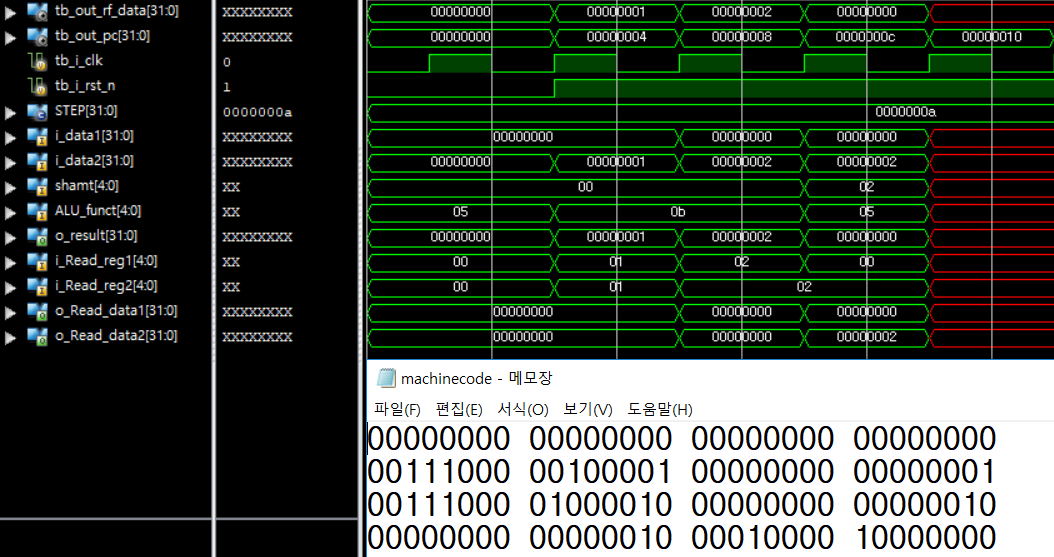 tb_out_rf_data[31:0] XXXXXXXX 00000000 00000001 00000002 00000000
tb_out_pc[31:0] XXXXXXXX 00000000 00000004 00000008 0000000c 00000010
tb_i_clk 0
tb_i_rst_n 1
STEP[31:0] 0000000a 0000000a
i_data1[31:0] XXXXXXXX 00000000 00000000 00000000
i_data2[31:0] XXXXXXXX 00000000 00000001 00000002 00000002
shamt[4:0] XX 00 02
ALU_funct[4:0] XX 05 0b 05
o_result[31:0] XXXXXXXX 00000000 00000001 00000002 00000000
i_Read_reg1[4:0] XX 00 01 02 00
i_Read_reg2[4:0] XX 00 01 02
o_Read_data1[31:0] XXXXXXXX 00000000 00000000 00000000
o_Read_data2[31:0] XXXXXXXX 00000000 00000000 00000002
machinecode - 메모장
파일(F) 편집(E) 서식(O) 보기(V) 도움말(H)
00000000 00000000 00000000 00000000
00111000 00100001 00000000 00000001
00111000 01000010 00000000 00000010
00000000 00000010 00010000 10000000